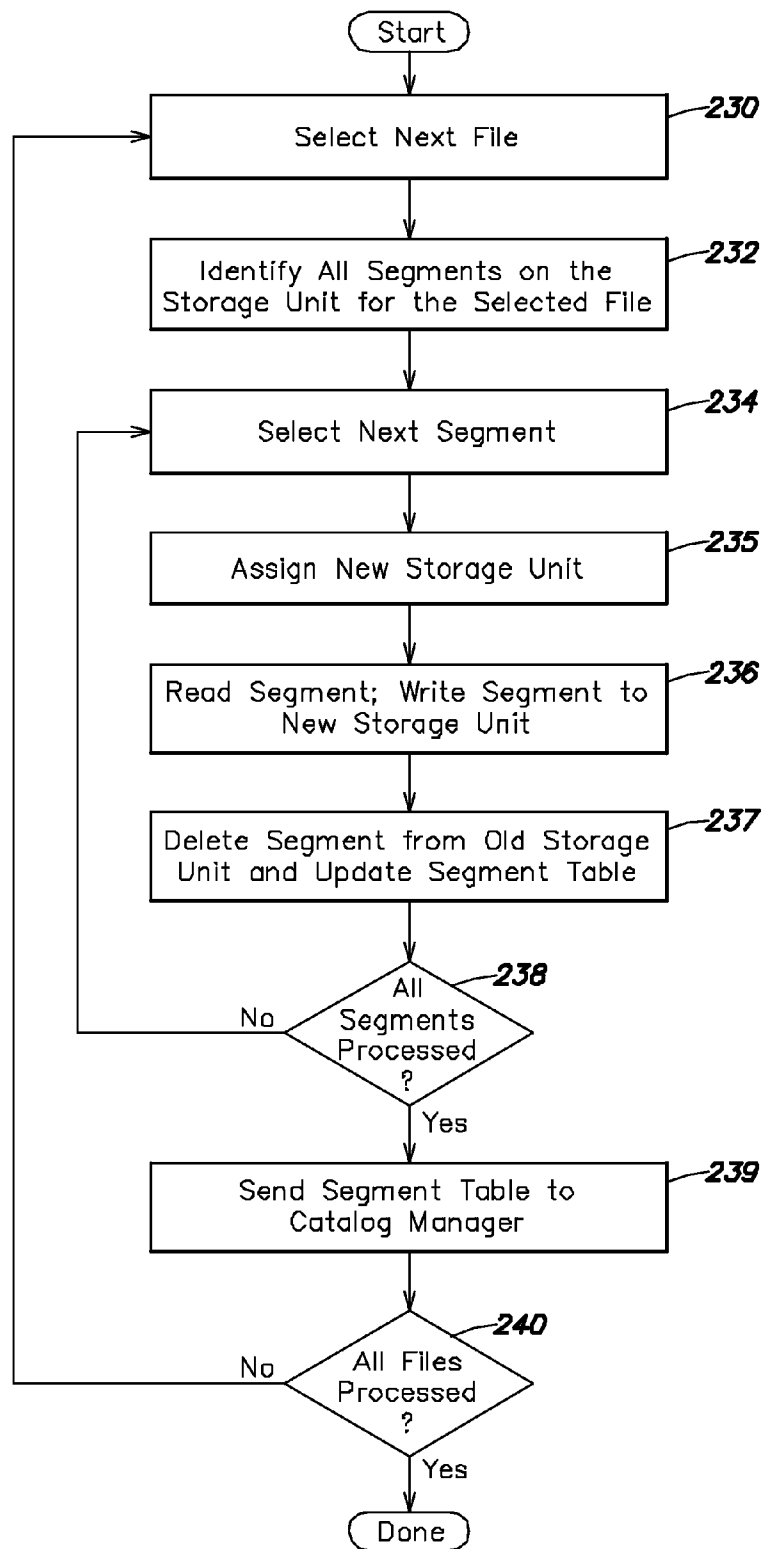 Start
230
Select Next File
232
Identify All Segments on the
Storage Unit for the Selected File
234
Select Next Segment
235
Assign New Storage Unit
236
Read Segment; Write Segment to
New Storage Unit
237
Delete Segment from Old Storage
Unit and Update Segment Table
238
All
Segments
Processed
?
No
Yes
239
Send Segment Table to
Catalog Manager
240
All Files
Processed
?
No
Yes
Done